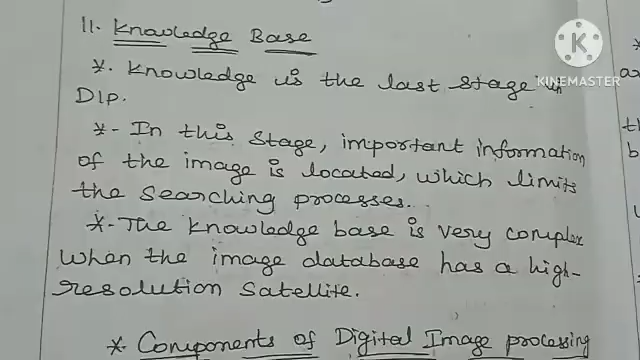 11. Knowledge Base
*. Knowledge is the last stage in
DIP.
*- In this stage, important information
of the image is located, which limits
the searching processes.
*- The Knowledge base is very complex
when the image database has a high-
resolution Satellite.
* Components of Digital Image processing
K
KINEMASTER